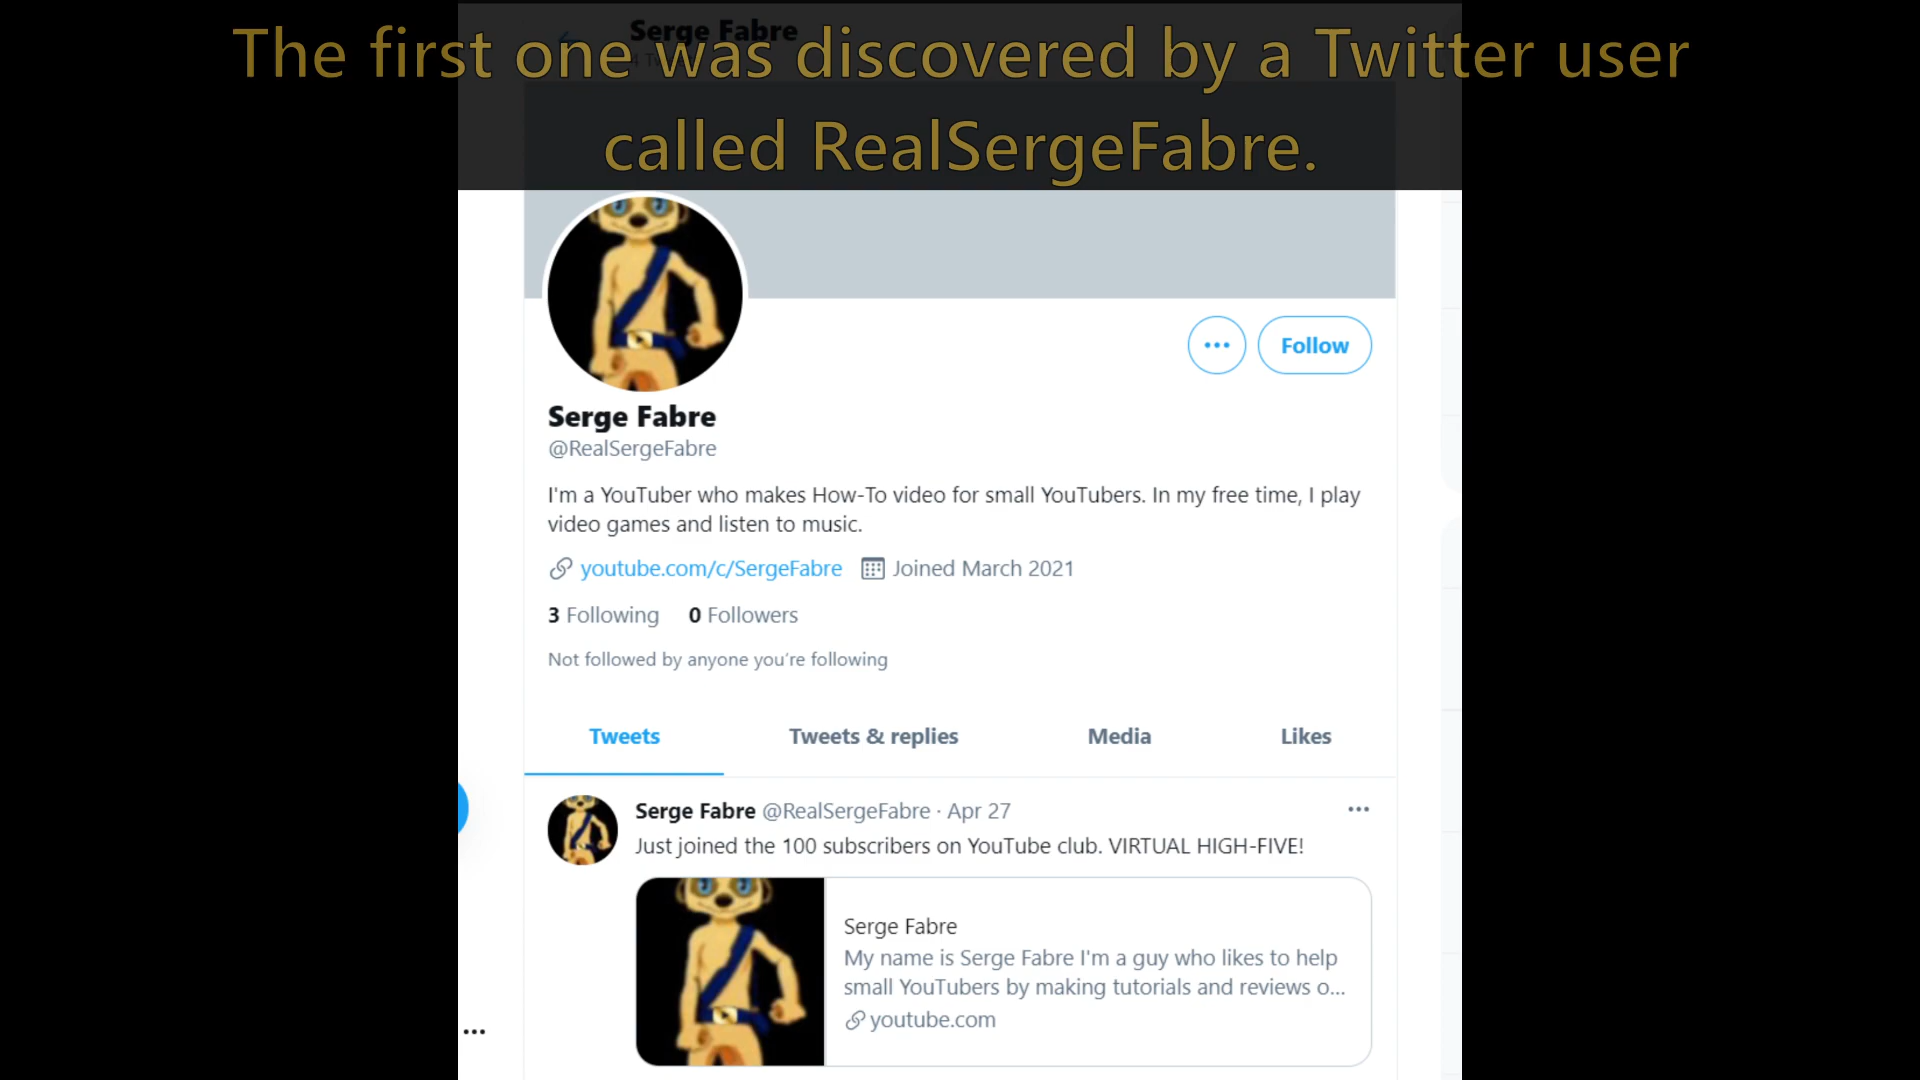 Serge Fabre
The first one was discovered by a Twitter user
called RealSergeFabre.
Follow
Serge Fabre
@RealSergeFabre
I'm a YouTuber who makes How-To video for small YouTubers. In my free time, I play
video games and listen to music.
youtube.com/c/SergeFabre Joined March 2021
3 Following 0 Followers
Not followed by anyone you're following
Tweets Tweets & replies Media Likes
Serge Fabre @RealSergeFabre · Apr 27
Just joined the 100 subscribers on YouTube club. VIRTUAL HIGH-FIVE!
Serge Fabre
My name is Serge Fabre I'm a guy who likes to help
small YouTubers by making tutorials and reviews o...
youtube.com